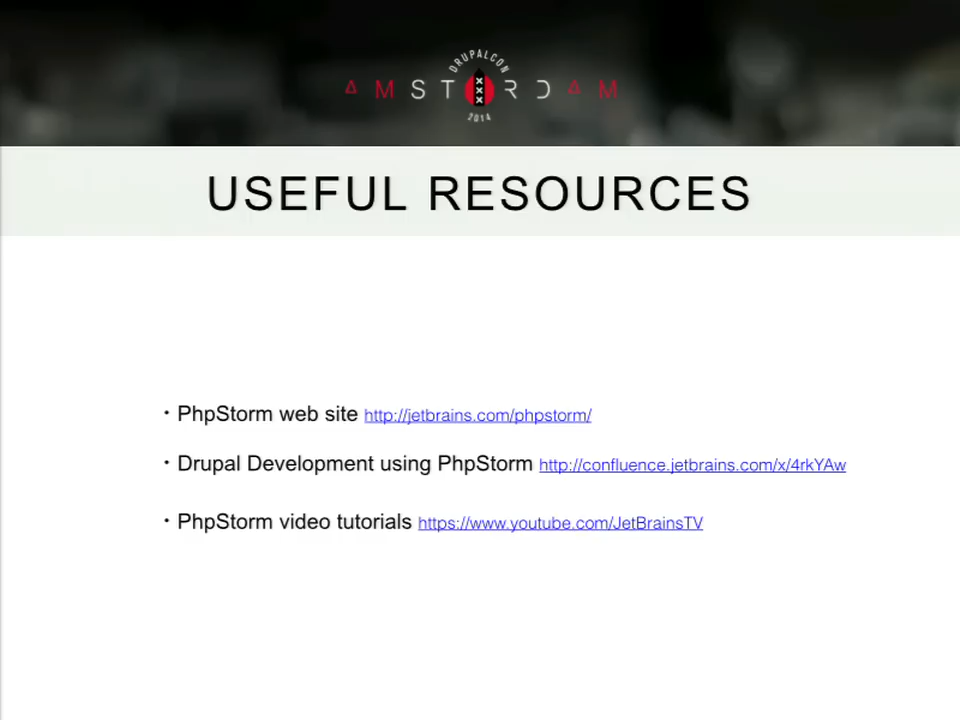 DRUPALCON
AMSTERDAM
2014
USEFUL RESOURCES
• PhpStorm web site http://jetbrains.com/phpstorm/
• Drupal Development using PhpStorm http://confluence.jetbrains.com/x/4rkYAw
• PhpStorm video tutorials https://www.youtube.com/JetBrainsTV